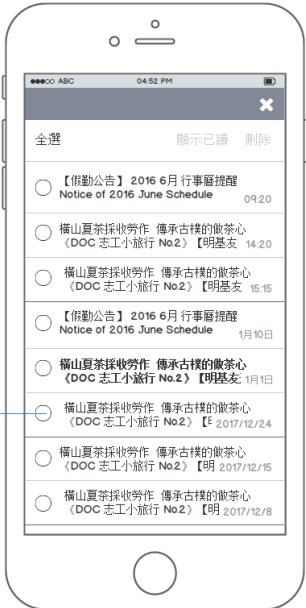 ABC 04:52 PM
全選 顯示已讀 刪除
【假勤公告】 2016 6月 行事曆提醒
Notice of 2016 June Schedule 09:20
橫山夏茶採收勞作 傳承古樸的做茶心
《DOC 志工小旅行 No.2》【明基友 14:20
橫山夏茶採收勞作 傳承古樸的做茶心
《DOC 志工小旅行 No.2》【明基友 15:15
【假勤公告】 2016 6月 行事曆提醒
Notice of 2016 June Schedule 1月10日
橫山夏茶採收勞作 傳承古樸的做茶心
《DOC 志工小旅行 No.2》【明基友 1月1日
橫山夏茶採收勞作 傳承古樸的做茶心
《DOC 志工小旅行 No.2》 2017/12/24
橫山夏茶採收勞作 傳承古樸的做茶心
《DOC 志工小旅行 No.2》【明 2017/12/15
橫山夏茶採收勞作 傳承古樸的做茶心
《DOC 志工小旅行 No.2》【明 2017/12/8